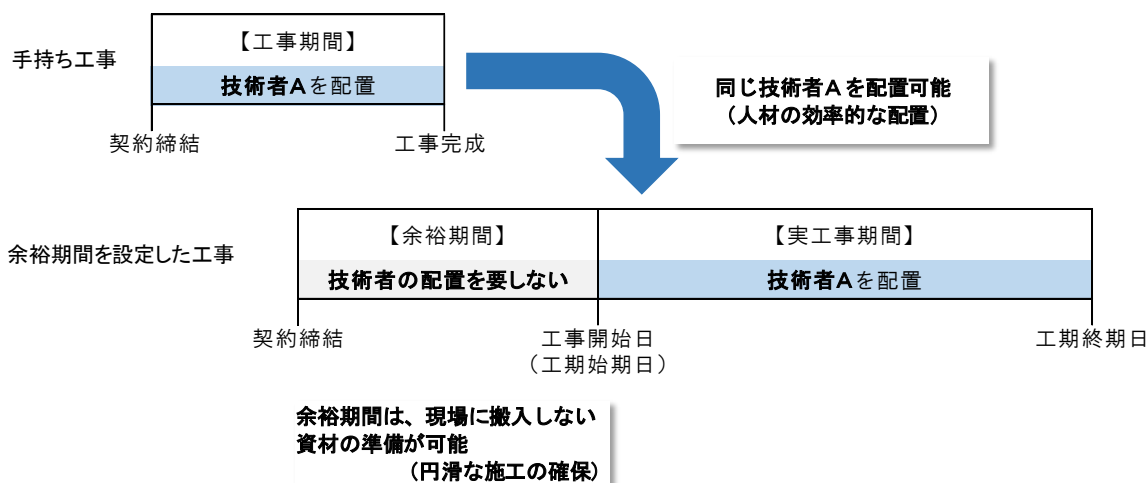 手持ち工事
【工事期間】
技術者Aを配置
契約締結
工事完成
同じ技術者Aを配置可能
(人材の効率的な配置)
余裕期間を設定した工事
【余裕期間】
【実工事期間】
技術者の配置を要しない
技術者Aを配置
契約締結
工事開始日
(工期始期日)
工期終期日
余裕期間は、現場に搬入しない
資材の準備が可能
(円滑な施工の確保)